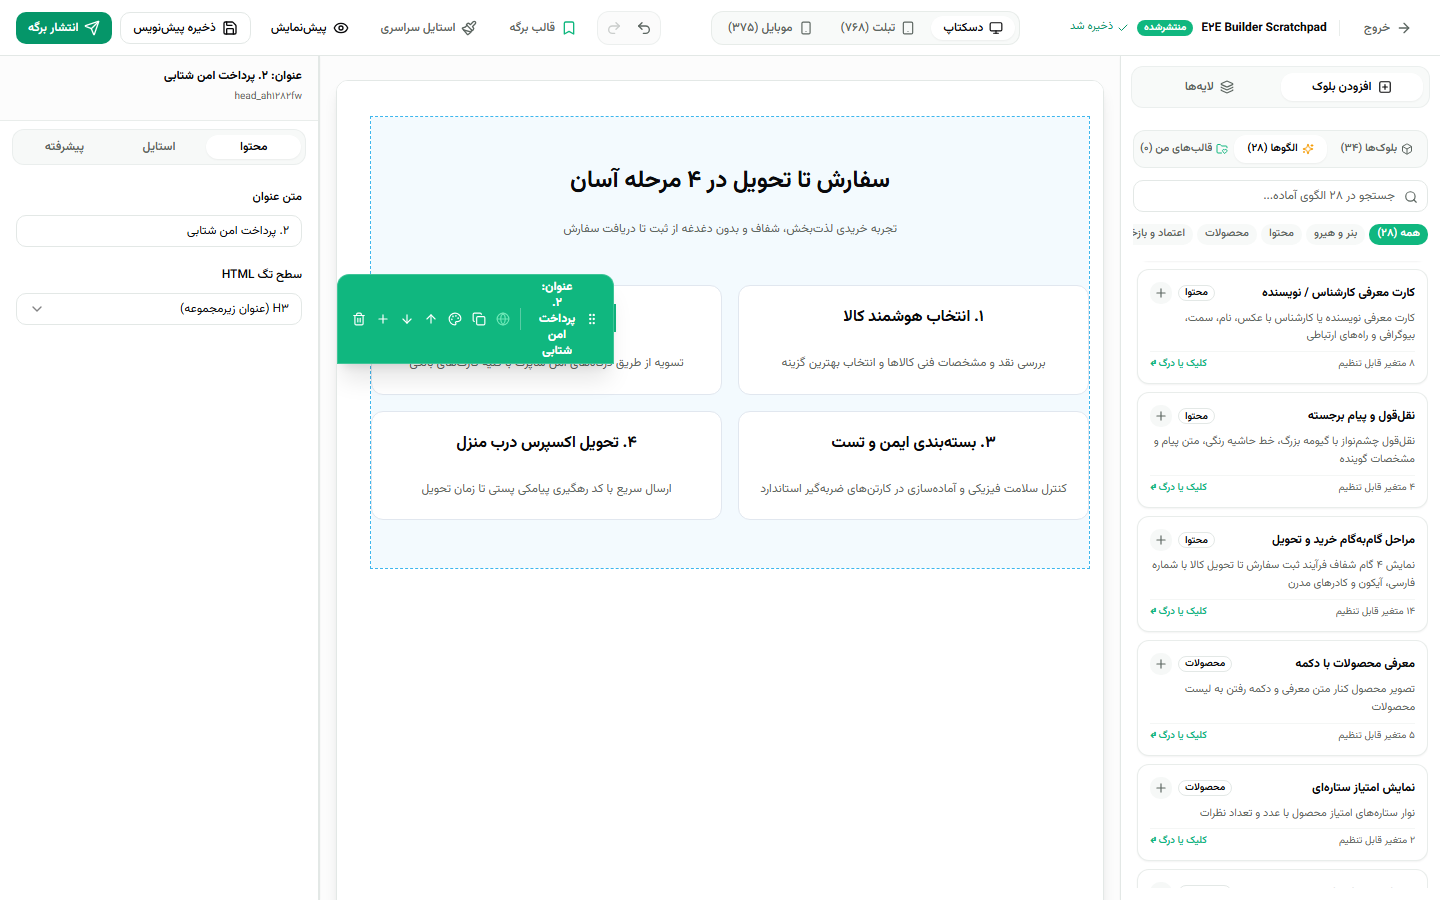 خروج
E۲E Builder Scratchpad
منتشرشده
ذخیره شد
دسکتاپ
تبلت (۷۶۸)
موبایل (۳۷۵)
قالب برگه
استایل سراسری
پیش‌نمایش
ذخیره پیش‌نویس
انتشار برگه
افزودن بلوک
لایه‌ها
بلوک‌ها (۳۴)
الگوها (۲۸)
قالب‌های من (۰)
جستجو در ۲۸ الگوی آماده...
همه (۲۸)
بنر و هیرو
محتوا
محصولات
اعتماد و بازخ
کارت معرفی کارشناس / نویسنده
محتوا
کارت معرفی نویسنده یا کارشناس با عکس، نام، سمت،
بیوگرافی و راه‌های ارتباطی
۸ متغیر قابل تنظیم
کلیک یا درگ
نقل‌قول و پیام برجسته
محتوا
نقل‌قول چشم‌نواز با گیومه بزرگ، خط حاشیه رنگی، متن پیام و
مشخصات گوینده
۴ متغیر قابل تنظیم
کلیک یا درگ
مراحل گام‌به‌گام خرید و تحویل
محتوا
نمایش ۴ گام شفاف فرآیند ثبت سفارش تا تحویل کالا با شماره
فارسی، آیکون و کادرهای مدرن
۱۴ متغیر قابل تنظیم
کلیک یا درگ
معرفی محصولات با دکمه
محصولات
تصویر محصول کنار متن معرفی و دکمه رفتن به لیست
محصولات
۵ متغیر قابل تنظیم
کلیک یا درگ
نمایش امتیاز ستاره‌ای
محصولات
نوار ستاره‌های امتیاز محصول با عدد و تعداد نظرات
۲ متغیر قابل تنظیم
کلیک یا درگ
سفارش تا تحویل در ۴ مرحله آسان
تجربه خریدی لذت‌بخش، شفاف و بدون دغدغه از ثبت تا دریافت سفارش
۱. انتخاب هوشمند کالا
بررسی نقد و مشخصات فنی کالاها و انتخاب بهترین گزینه
عنوان:
۲.
پرداخت
امن
شتابی
تسویه از طریق
۳. بسته‌بندی ایمن و تست
کنترل سلامت فیزیکی و آماده‌سازی در کارتن‌های ضربه‌گیر استاندارد
۴. تحویل اکسپرس درب منزل
ارسال سریع با کد رهگیری پیامکی پستی تا زمان تحویل
عنوان: ۲. پرداخت امن شتابی
head_ah۱۲۸۲fw
محتوا
استایل
پیشرفته
متن عنوان
۲. پرداخت امن شتابی
سطح تگ HTML
H۳ (عنوان زیرمجموعه)